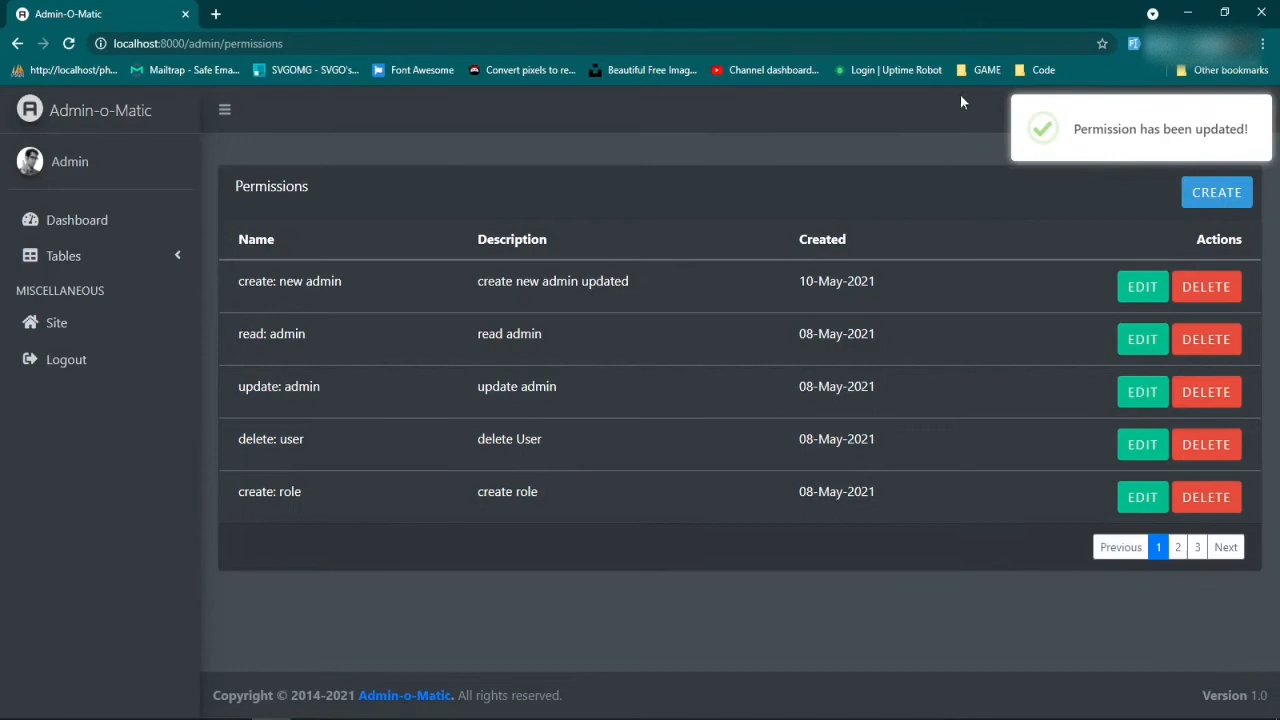 Admin-O-Matic
localhost:8000/admin/permissions
http://localhost/ph... Mailtrap - Safe Ema... SVGOMG - SVGO's... Font Awesome Convert pixels to re... Beautiful Free Imag... Channel dashboard... Login | Uptime Robot GAME Code Other bookmarks
Admin-o-Matic
Permission has been updated!
Admin
Permissions
CREATE
Dashboard
Tables
MISCELLANEOUS
Site
Logout
Name Description Created Actions
create: new admin create new admin updated 10-May-2021 EDIT DELETE
read: admin read admin 08-May-2021 EDIT DELETE
update: admin update admin 08-May-2021 EDIT DELETE
delete: user delete User 08-May-2021 EDIT DELETE
create: role create role 08-May-2021 EDIT DELETE
Previous 1 2 3 Next
Copyright © 2014-2021 Admin-o-Matic. All rights reserved. Version 1.0